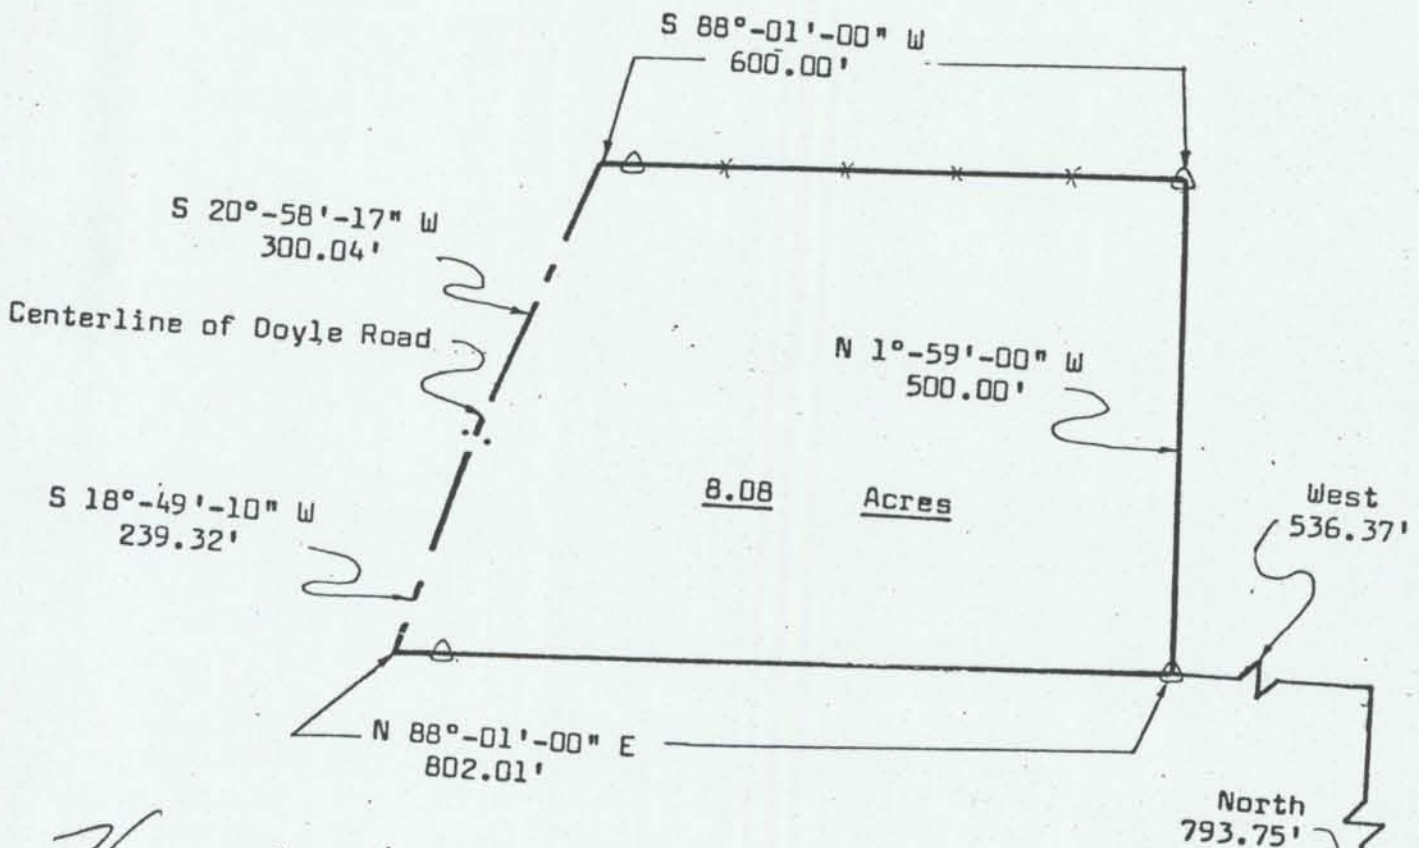 S 88°-01'-00" W
600.00'
S 20°-58'-17" W
300.04'
Centerline of Doyle Road
N 1°-59'-00" W
500.00'
S 18°-49'-10" W
239.32'
8.08 Acres
West
536.37'
N 88°-01'-00" E
802.01'
North
793.75'